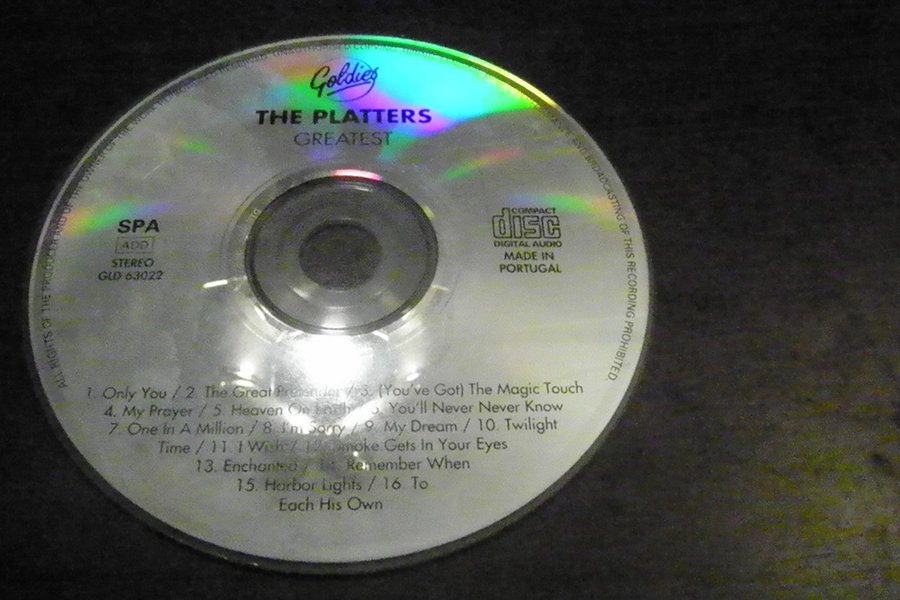 Goldies
THE PLATTERS
GREATEST
SPA
ADD
STEREO
GLD 63022
COMPACT
disc
DIGITAL AUDIO
MADE IN
PORTUGAL
1. Only You / 2. The Great Pretender / 3. (You've Got) The Magic Touch
4. My Prayer / 5. Heaven On Earth / 6. You'll Never Never Know
7. One In A Million / 8. I'm Sorry / 9. My Dream / 10. Twilight
Time / 11. I Wish / 12. Smoke Gets In Your Eyes
13. Enchanted / 14. Remember When
15. Harbor Lights / 16. To
Each His Own
ALL RIGHTS OF THE PRODUCER AND OF THE
BROADCASTING OF THIS RECORDING PROHIBITED